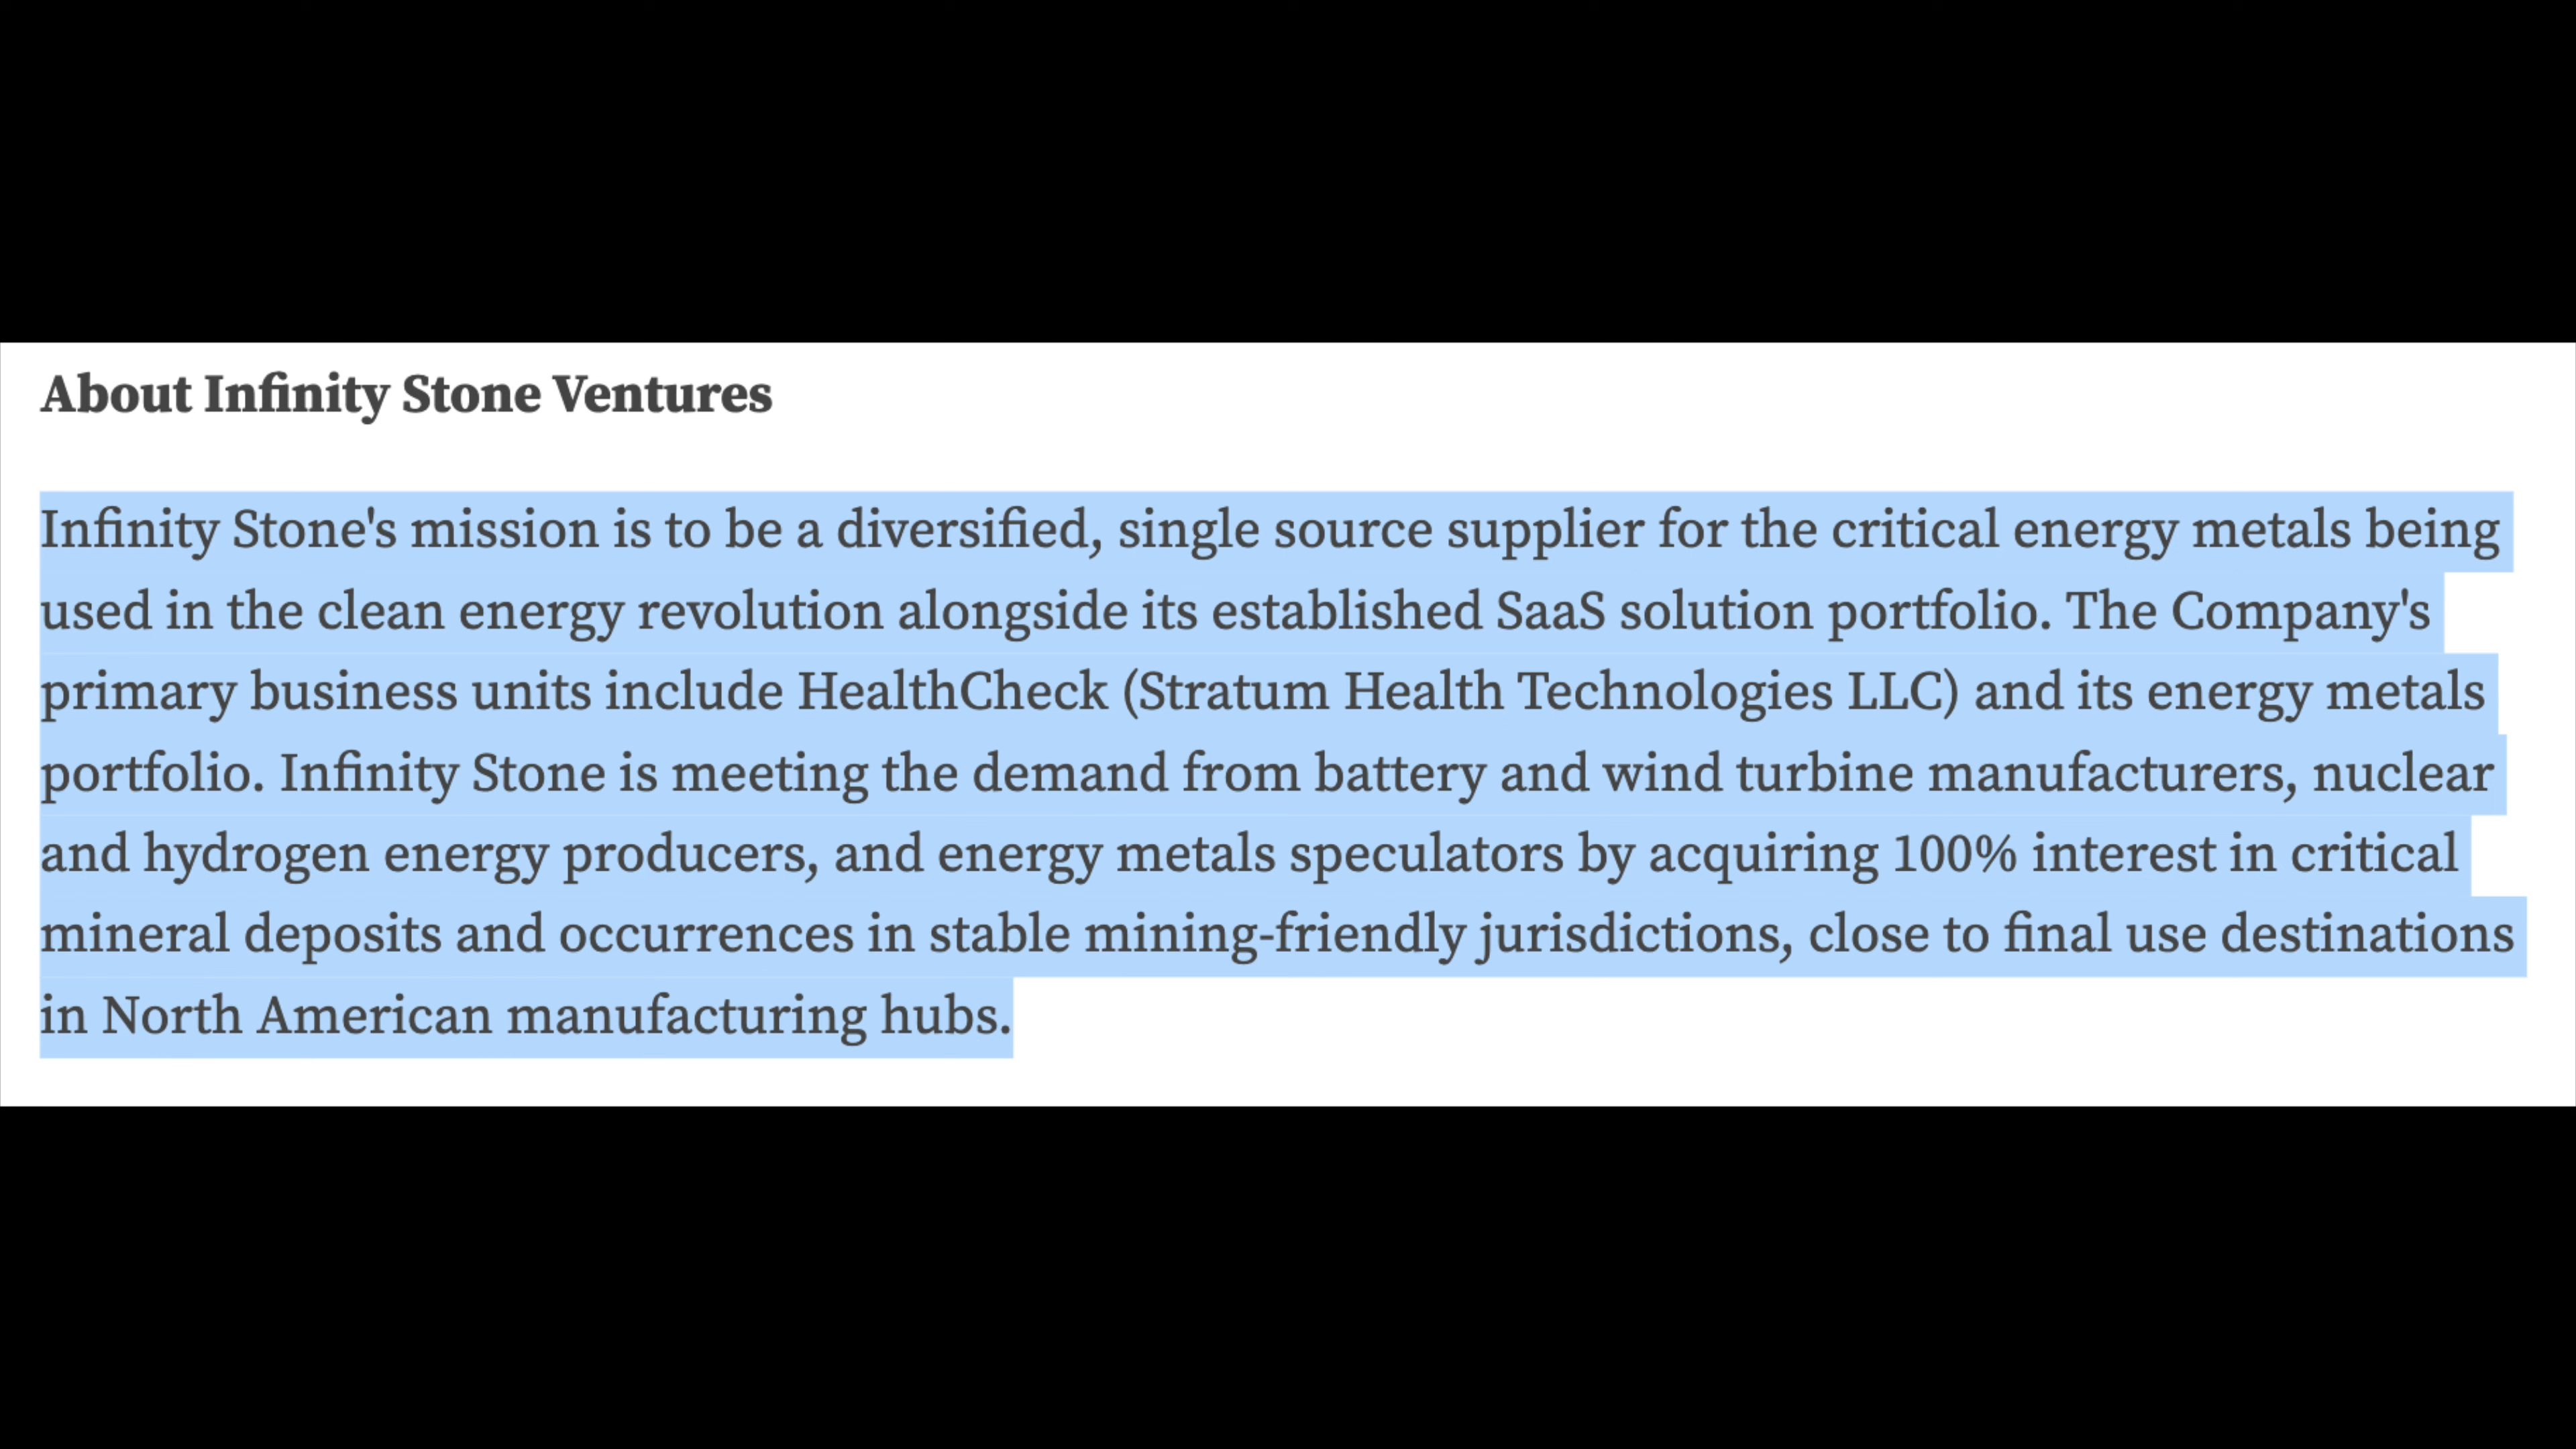 About Infinity Stone Ventures
Infinity Stone's mission is to be a diversified, single source supplier for the critical energy metals being
used in the clean energy revolution alongside its established SaaS solution portfolio. The Company's
primary business units include HealthCheck (Stratum Health Technologies LLC) and its energy metals
portfolio. Infinity Stone is meeting the demand from battery and wind turbine manufacturers, nuclear
and hydrogen energy producers, and energy metals speculators by acquiring 100% interest in critical
mineral deposits and occurrences in stable mining-friendly jurisdictions, close to final use destinations
in North American manufacturing hubs.